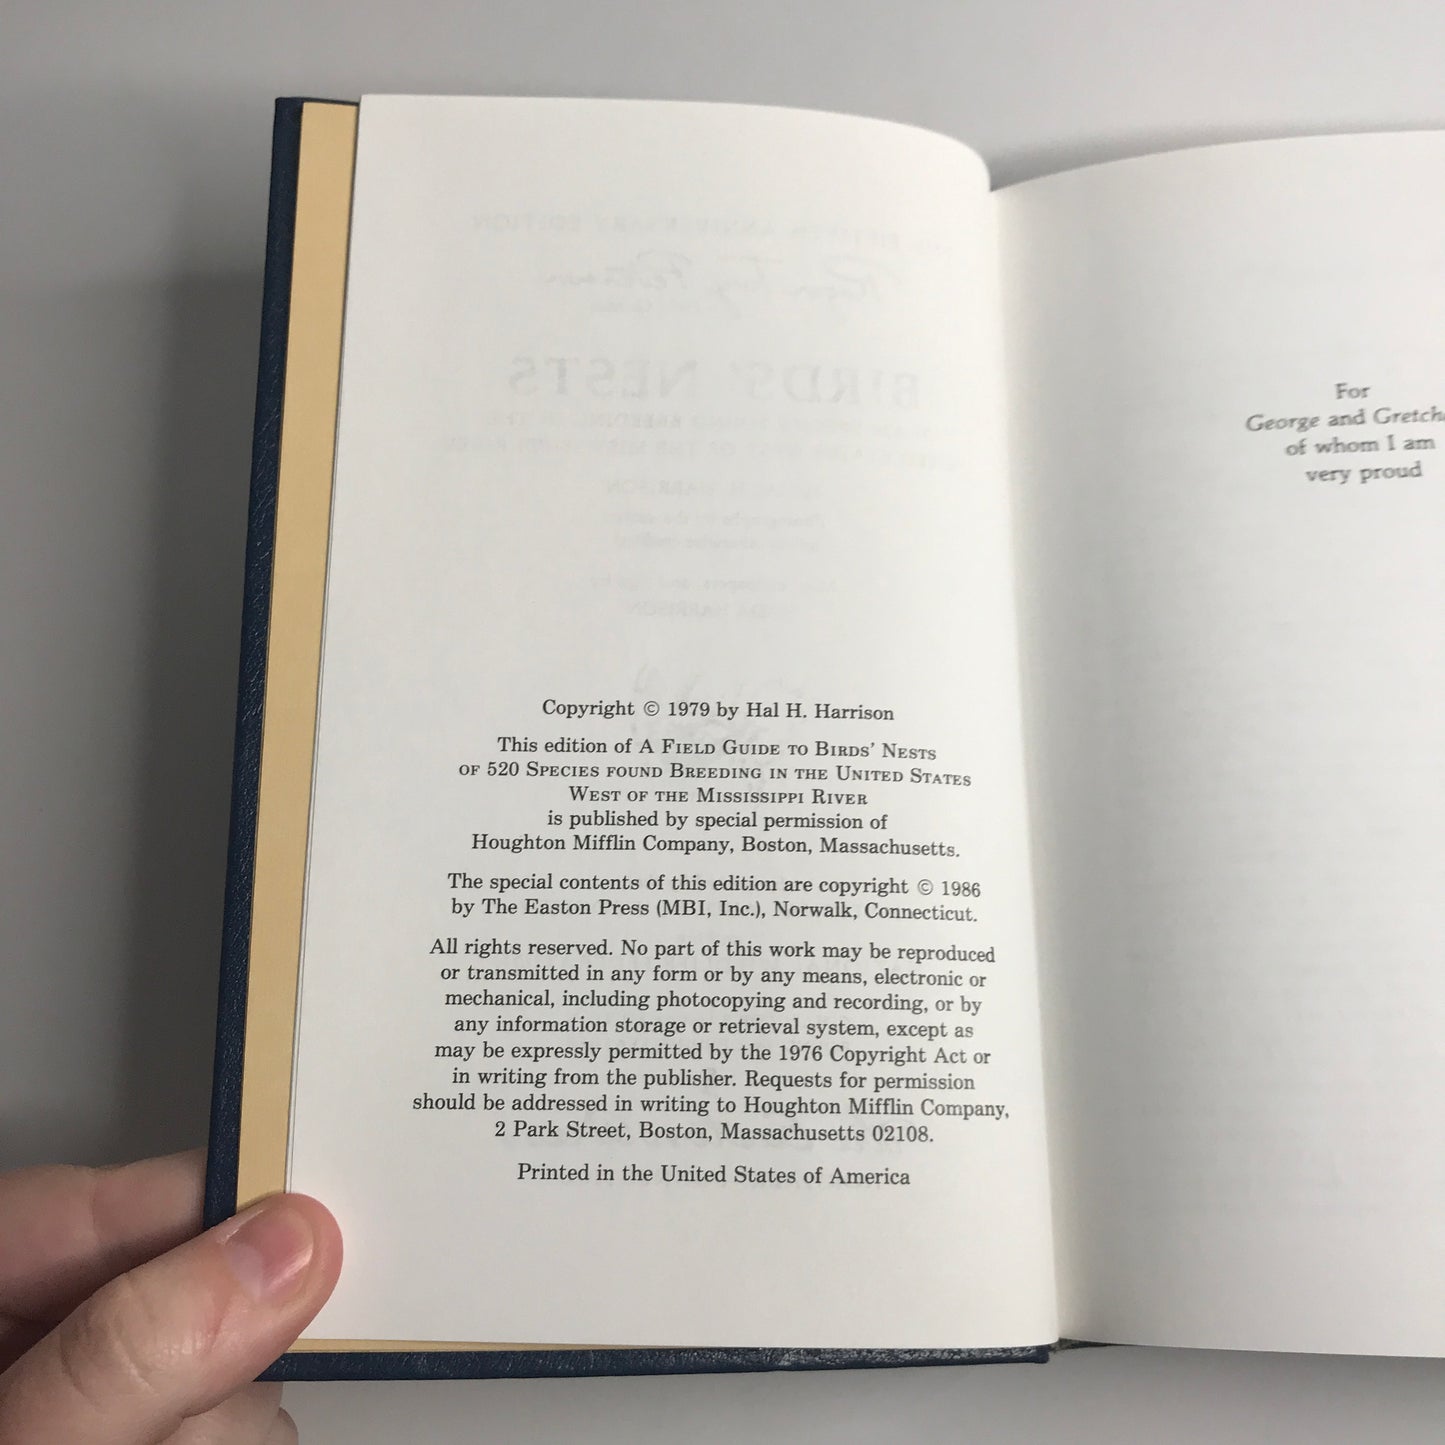 Copyright © 1979 by Hal H. Harrison
This edition of A FIELD GUIDE TO BIRDS' NESTS
OF 520 SPECIES FOUND BREEDING IN THE UNITED STATES
WEST OF THE MISSISSIPPI RIVER
is published by special permission of
Houghton Mifflin Company, Boston, Massachusetts.
The special contents of this edition are copyright © 1986
by The Easton Press (MBI, Inc.), Norwalk, Connecticut.
All rights reserved. No part of this work may be reproduced
or transmitted in any form or by any means, electronic or
mechanical, including photocopying and recording, or by
any information storage or retrieval system, except as
may be expressly permitted by the 1976 Copyright Act or
in writing from the publisher. Requests for permission
should be addressed in writing to Houghton Mifflin Company,
2 Park Street, Boston, Massachusetts 02108.
Printed in the United States of America
For
George and Gretch
of whom I am
very proud